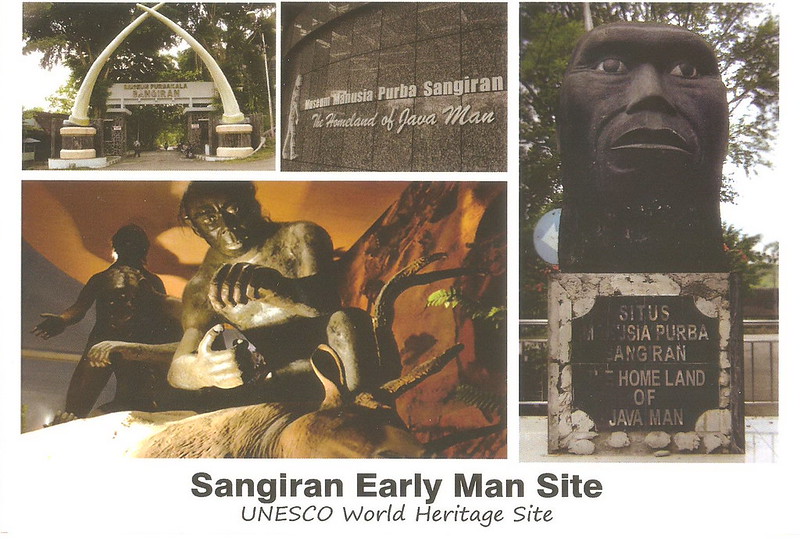 MUSEUM PURBAKALA
SANGIRAN
Museum Manusia Purba Sangiran
The Homeland of Java Man
SITUS
MANUSIA PURBA
SANGIRAN
THE HOME LAND
OF
JAVA MAN
Sangiran Early Man Site
UNESCO World Heritage Site